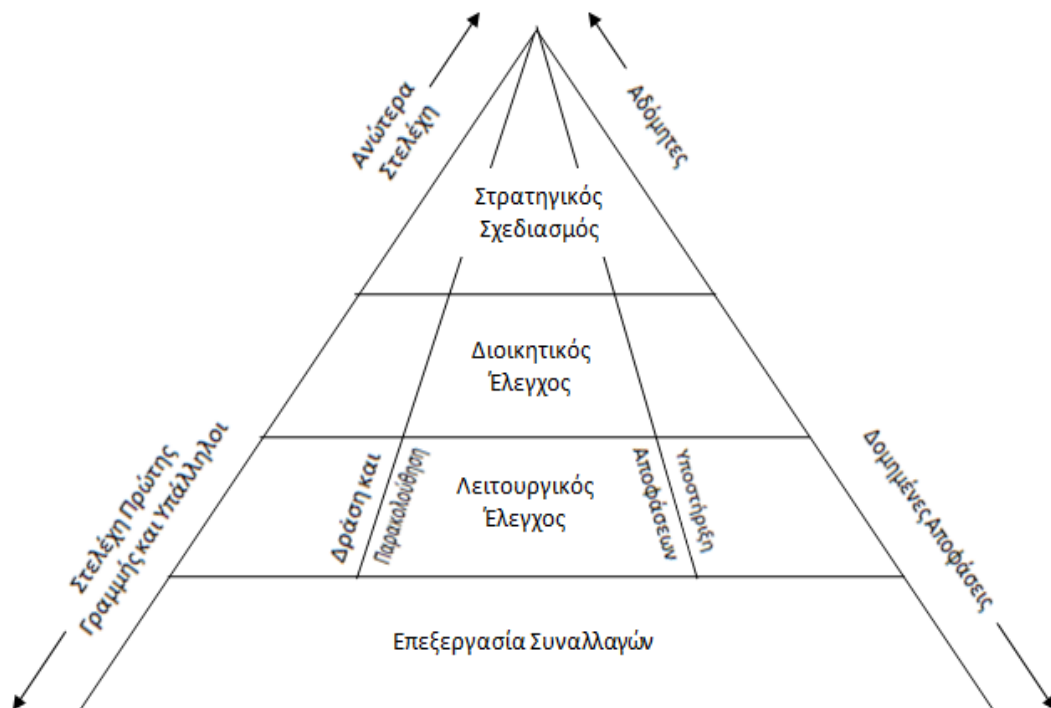 Ανώτερα
Στελέχη
Αδόμητες
Στρατηγικός
Σχεδιασμός
Διοικητικός
Έλεγχος
Στελέχη Πρώτης
Γραμμής και Υπάλληλοι
Δράση και
Παρακολούθηση
Λειτουργικός
Έλεγχος
Υποστήριξη
Αποφάσεων
Δομημένες Αποφάσεις
Επεξεργασία Συναλλαγών